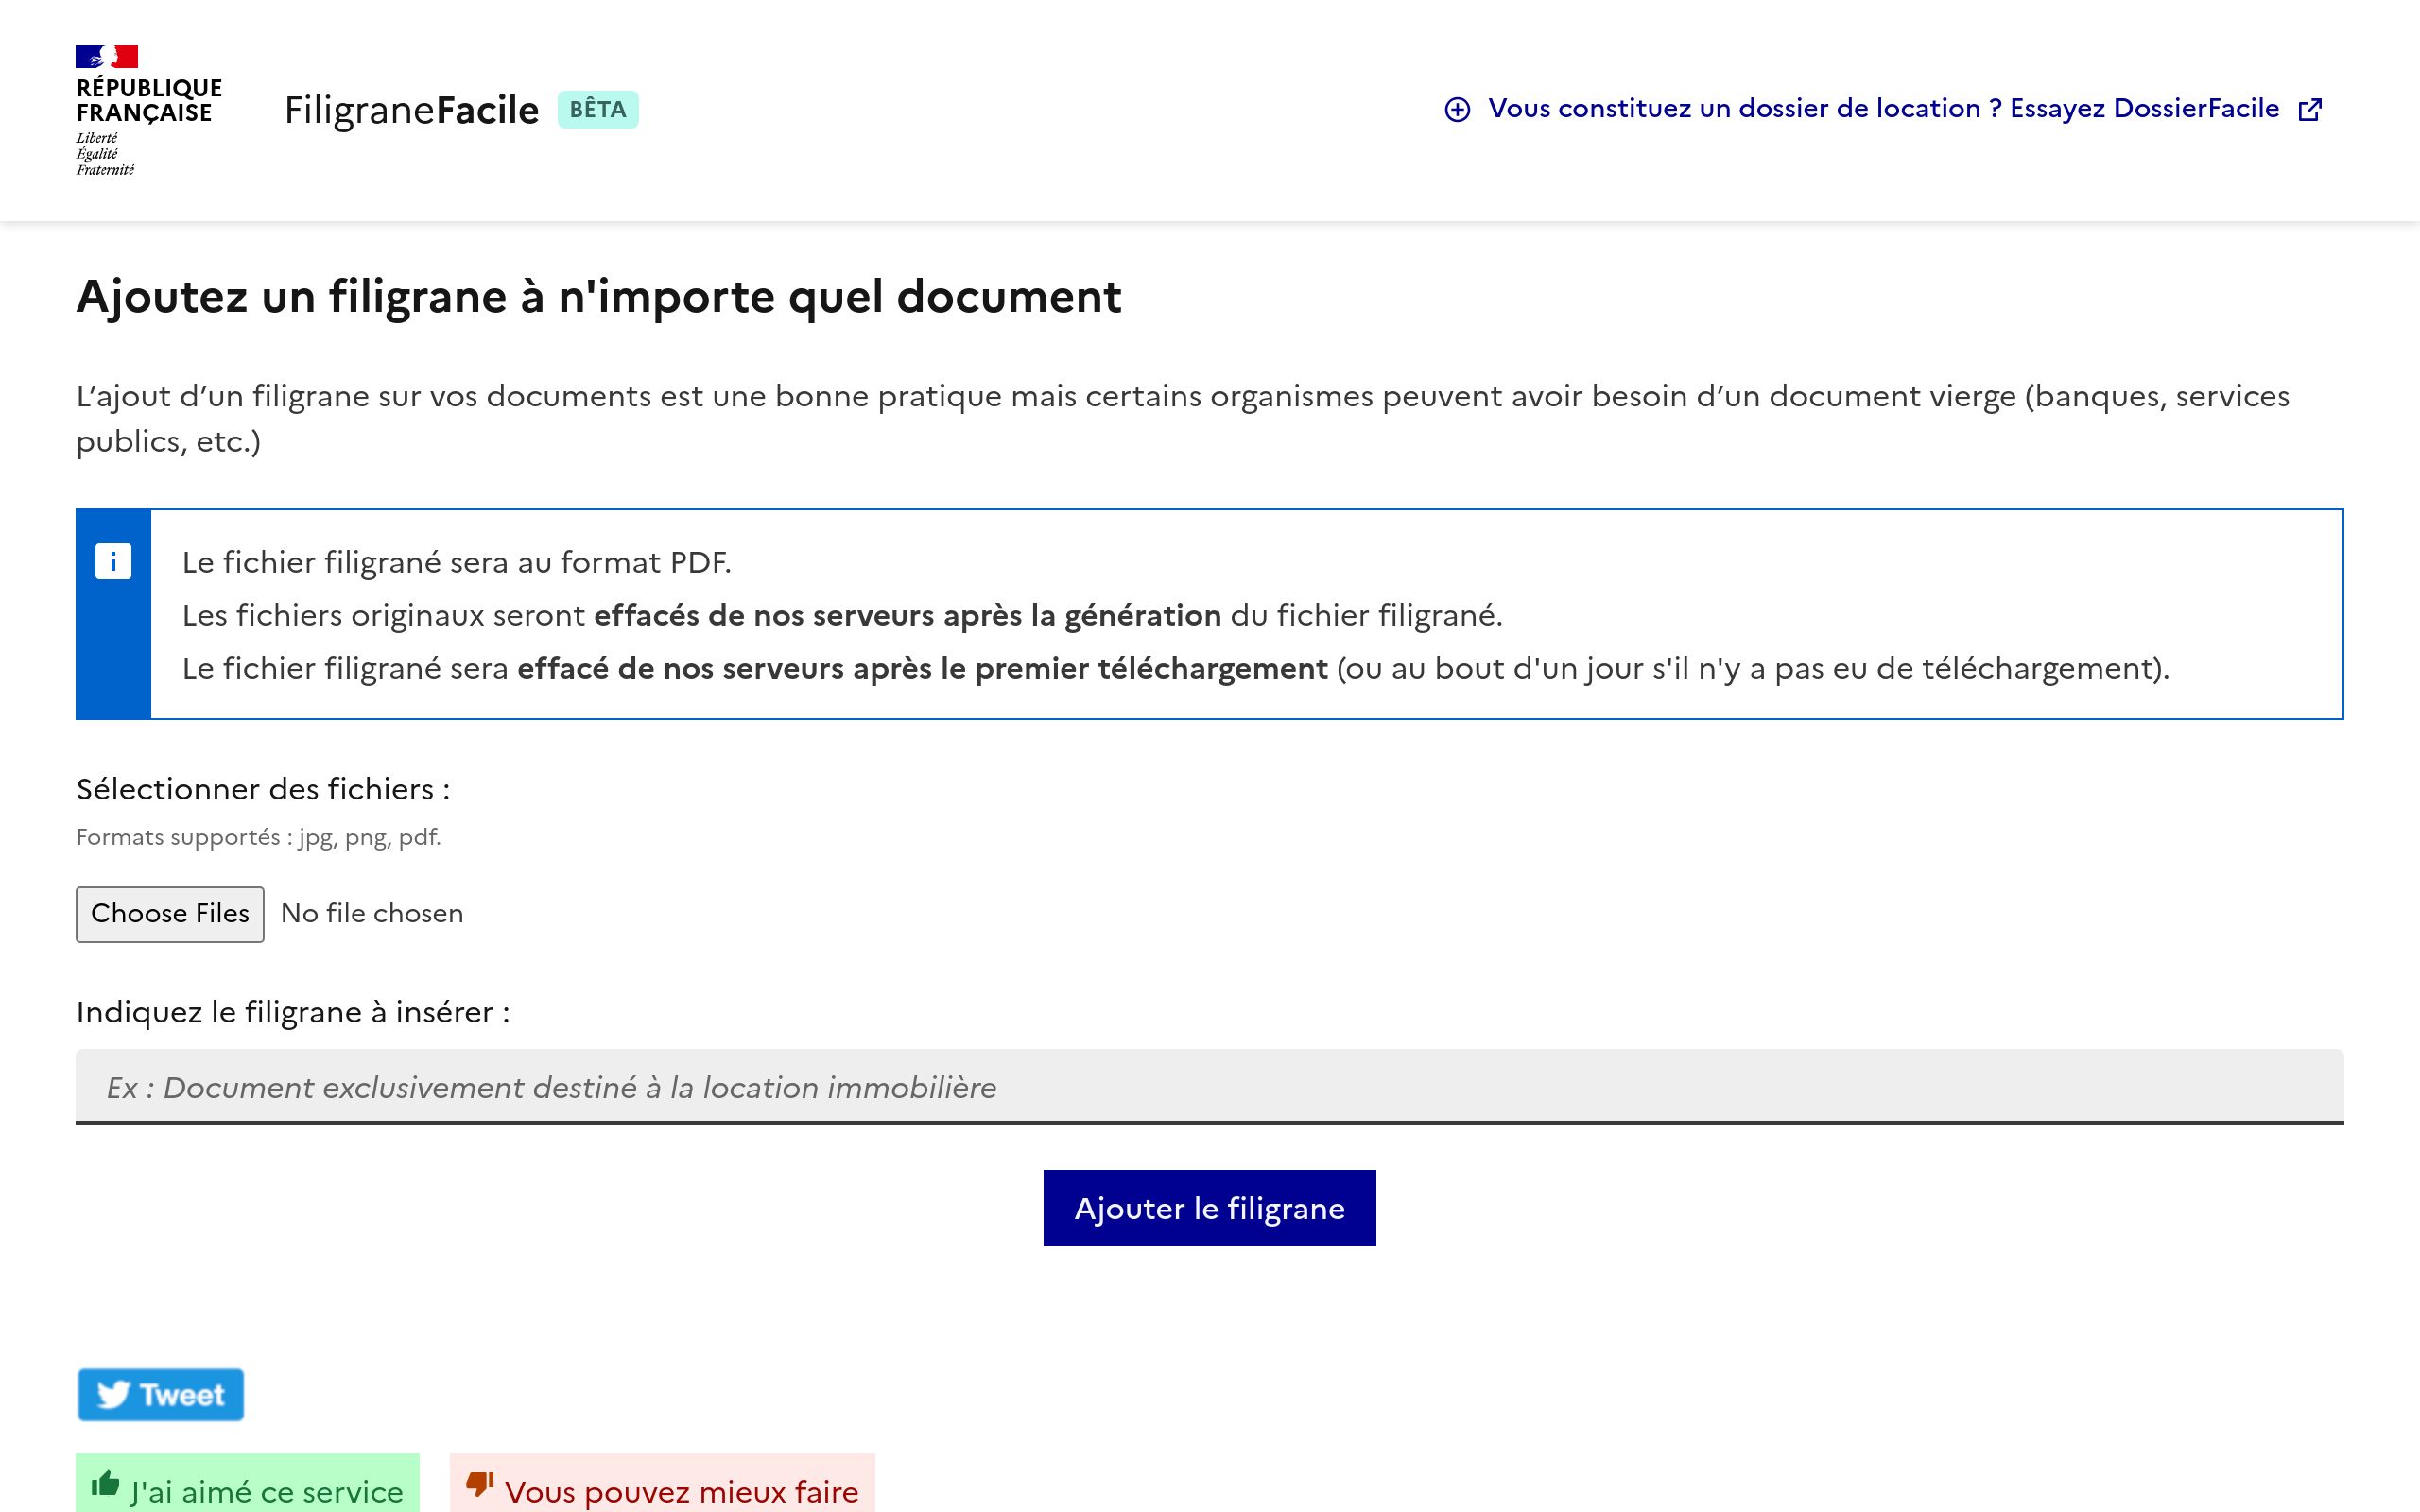 RÉPUBLIQUE
FRANÇAISE
Liberté
Égalité
Fraternité
FiligraneFacile BÊTA
Vous constituez un dossier de location ? Essayez DossierFacile
Ajoutez un filigrane à n'importe quel document
L’ajout d’un filigrane sur vos documents est une bonne pratique mais certains organismes peuvent avoir besoin d’un document vierge (banques, services
publics, etc.)
Le fichier filigrané sera au format PDF.
Les fichiers originaux seront effacés de nos serveurs après la génération du fichier filigrané.
Le fichier filigrané sera effacé de nos serveurs après le premier téléchargement (ou au bout d'un jour s'il n'y a pas eu de téléchargement).
Sélectionner des fichiers :
Formats supportés : jpg, png, pdf.
Choose Files No file chosen
Indiquez le filigrane à insérer :
Ex : Document exclusivement destiné à la location immobilière
Ajouter le filigrane
Tweet
J'ai aimé ce service Vous pouvez mieux faire